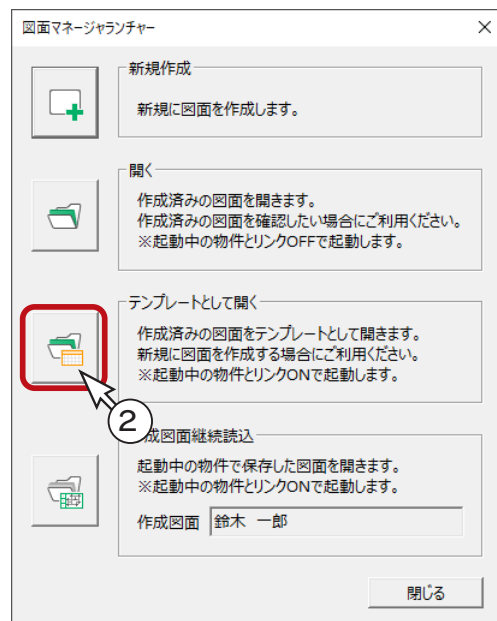 図面マネージャランチャー
新規作成
新規に図面を作成します。
開く
作成済みの図面を開きます。
作成済みの図面を確認したい場合にご利用ください。
※起動中の物件とリンクOFFで起動します。
テンプレートとして開く
作成済みの図面をテンプレートとして開きます。
新規に図面を作成する場合にご利用ください。
※起動中の物件とリンクONで起動します。
②
成図面継続読込
起動中の物件で保存した図面を開きます。
※起動中の物件とリンクONで起動します。
作成図面 鈴木 一郎
閉じる